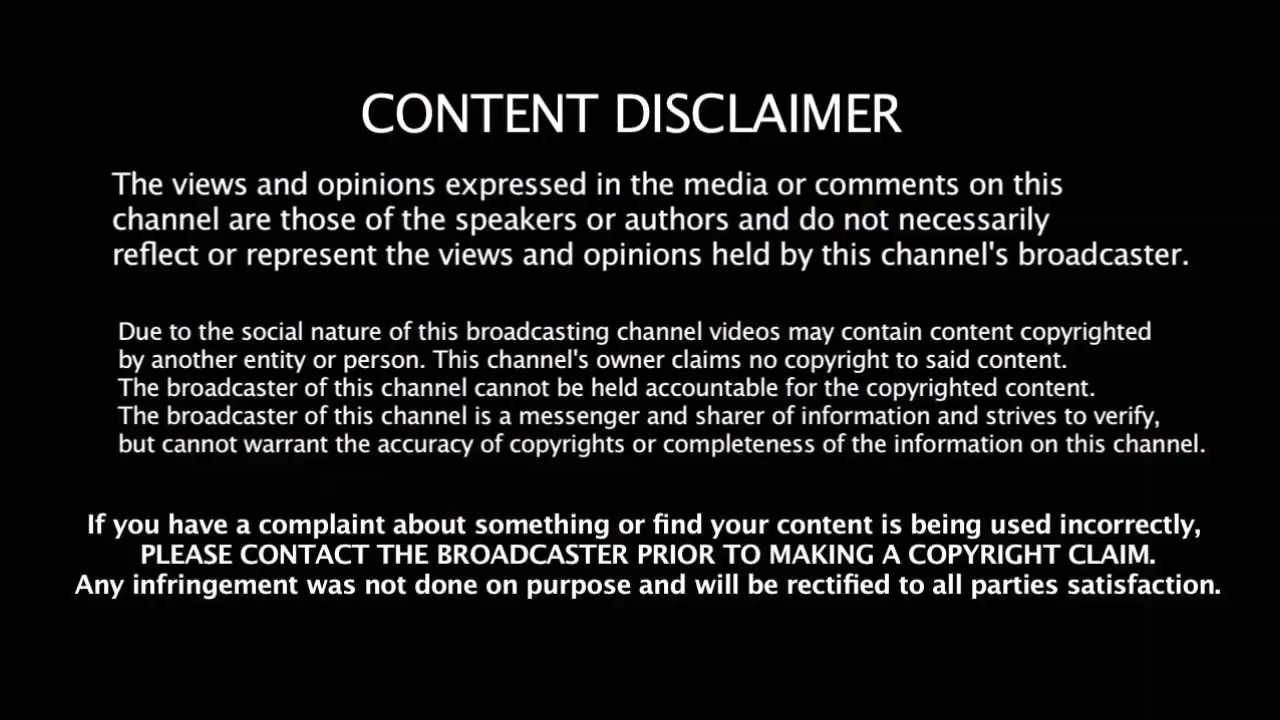 CONTENT DISCLAIMER
The views and opinions expressed in the media or comments on this
channel are those of the speakers or authors and do not necessarily
reflect or represent the views and opinions held by this channel's broadcaster.
Due to the social nature of this broadcasting channel videos may contain content copyrighted
by another entity or person. This channel's owner claims no copyright to said content.
The broadcaster of this channel cannot be held accountable for the copyrighted content.
The broadcaster of this channel is a messenger and sharer of information and strives to verify,
but cannot warrant the accuracy of copyrights or completeness of the information on this channel.
If you have a complaint about something or find your content is being used incorrectly,
PLEASE CONTACT THE BROADCASTER PRIOR TO MAKING A COPYRIGHT CLAIM.
Any infringement was not done on purpose and will be rectified to all parties satisfaction.